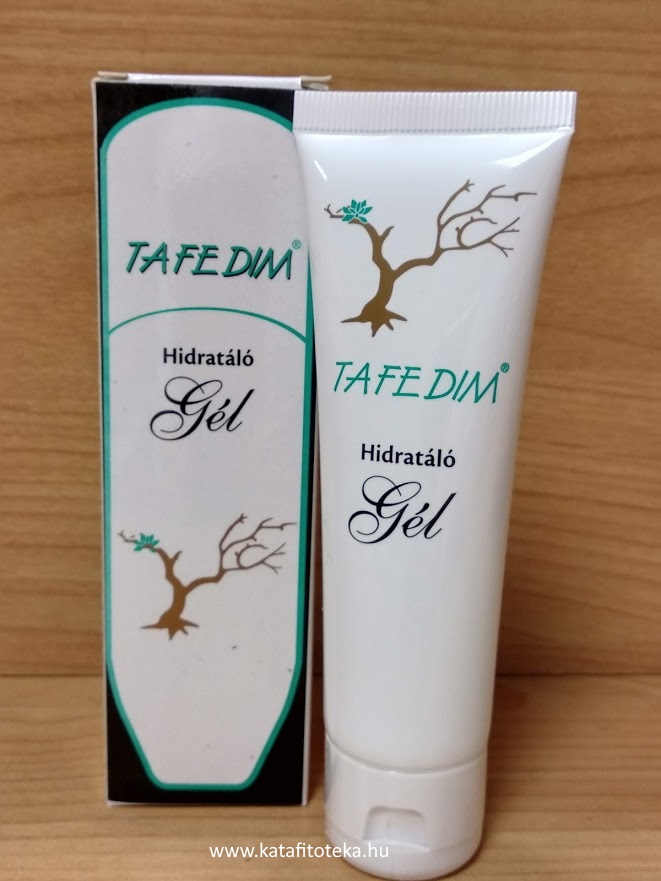 TAFEDIM®
Hidratáló
Gél
TAFEDIM®
Hidratáló
Gél
www.katafitoteka.hu